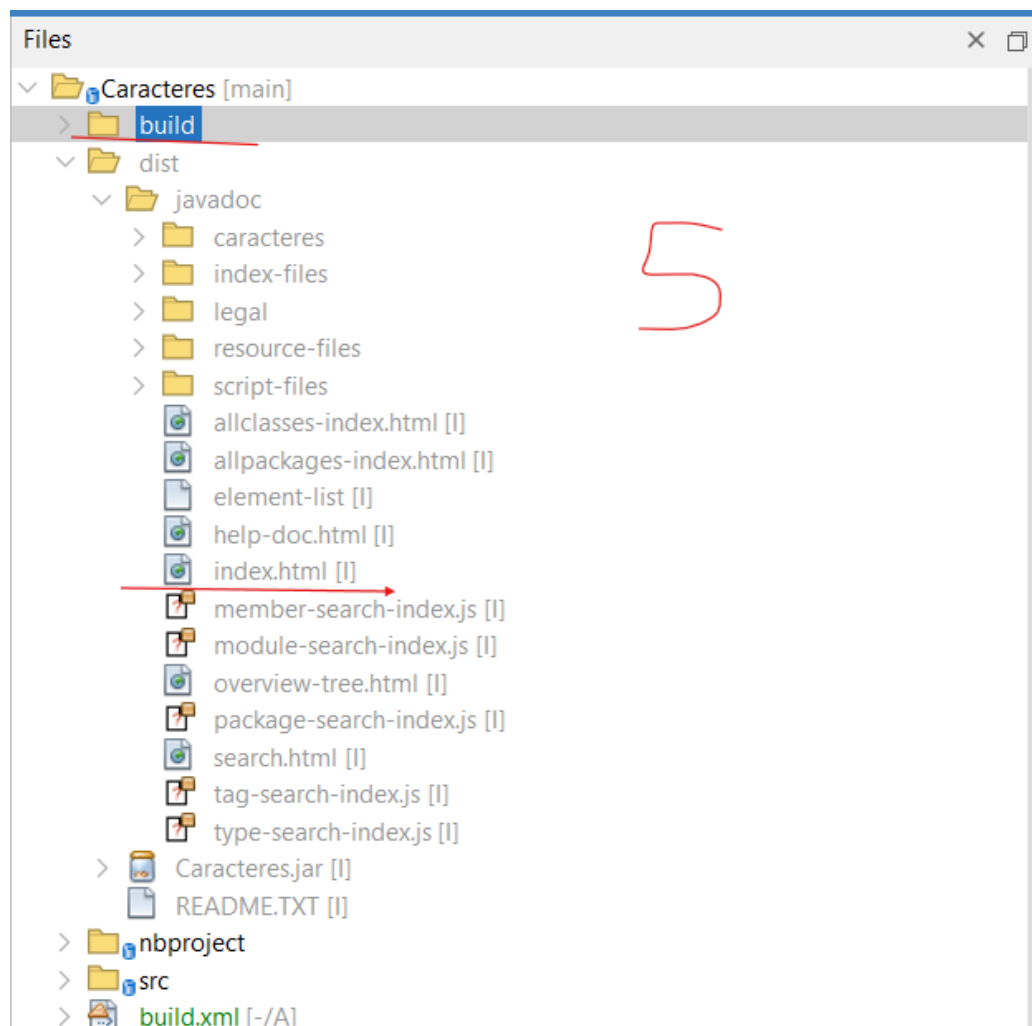 Files
Caracteres [main]
build
dist
javadoc
caracteres
5
index-files
legal
resource-files
script-files
allclasses-index.html [I]
allpackages-index.html [I]
element-list [I]
help-doc.html [I]
index.html [I]
member-search-index.js [I]
module-search-index.js [I]
overview-tree.html [I]
package-search-index.js [I]
search.html [I]
tag-search-index.js [I]
type-search-index.js [I]
Caracteres.jar [I]
README.TXT [I]
nbproject
src
build.xml [-/A]